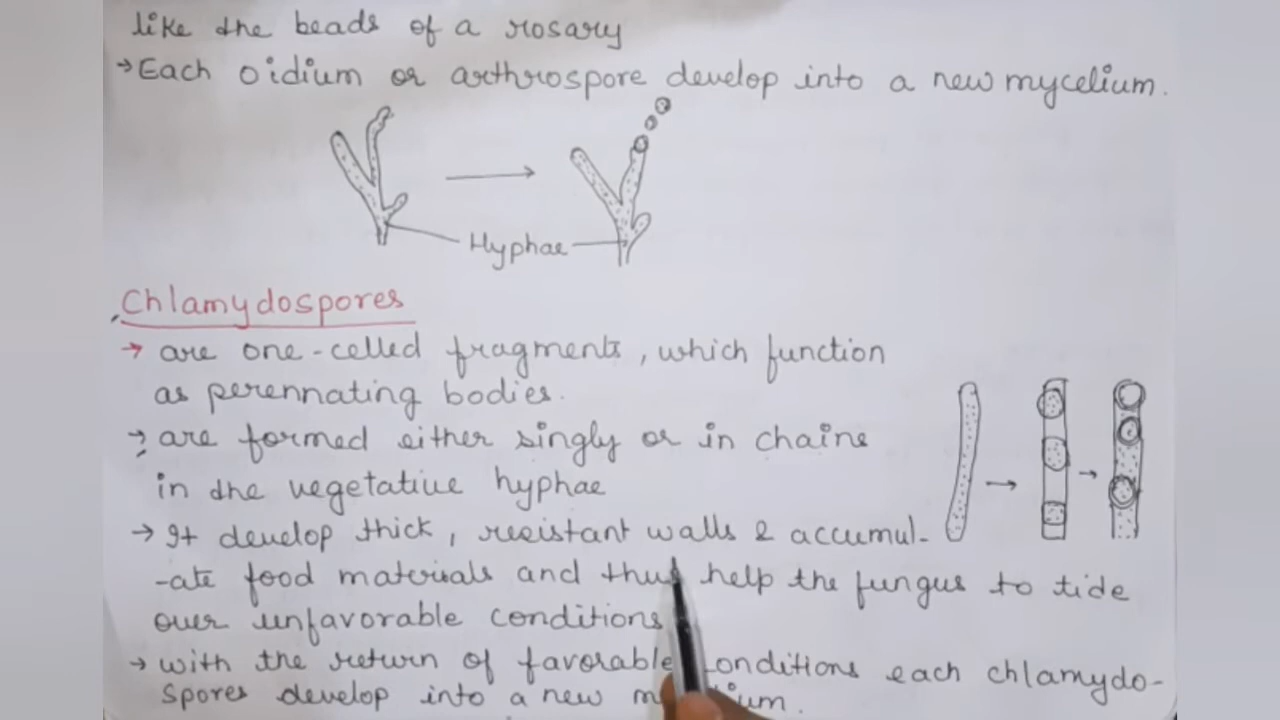 like the beads of a rosary
→ Each oidium or arthrospore develop into a new mycelium.
Hyphae
Chlamydospores
→ are one-celled fragments, which function
as perennating bodies.
→ are formed either singly or in chains
in the vegetative hyphae
→ It develop thick, resistant walls & accumul-
-ate food materials and thus help the fungus to tide
over unfavorable conditions
→ with the return of favorable conditions each chlamydo-
spores develop into a new